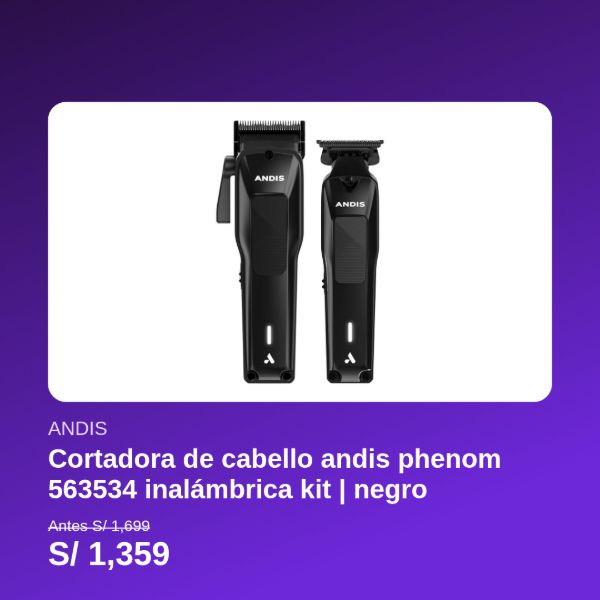 ANDIS
ANDIS
ANDIS
Cortadora de cabello andis phenom
563534 inalámbrica kit | negro
Antes S/ 1,699
S/ 1,359